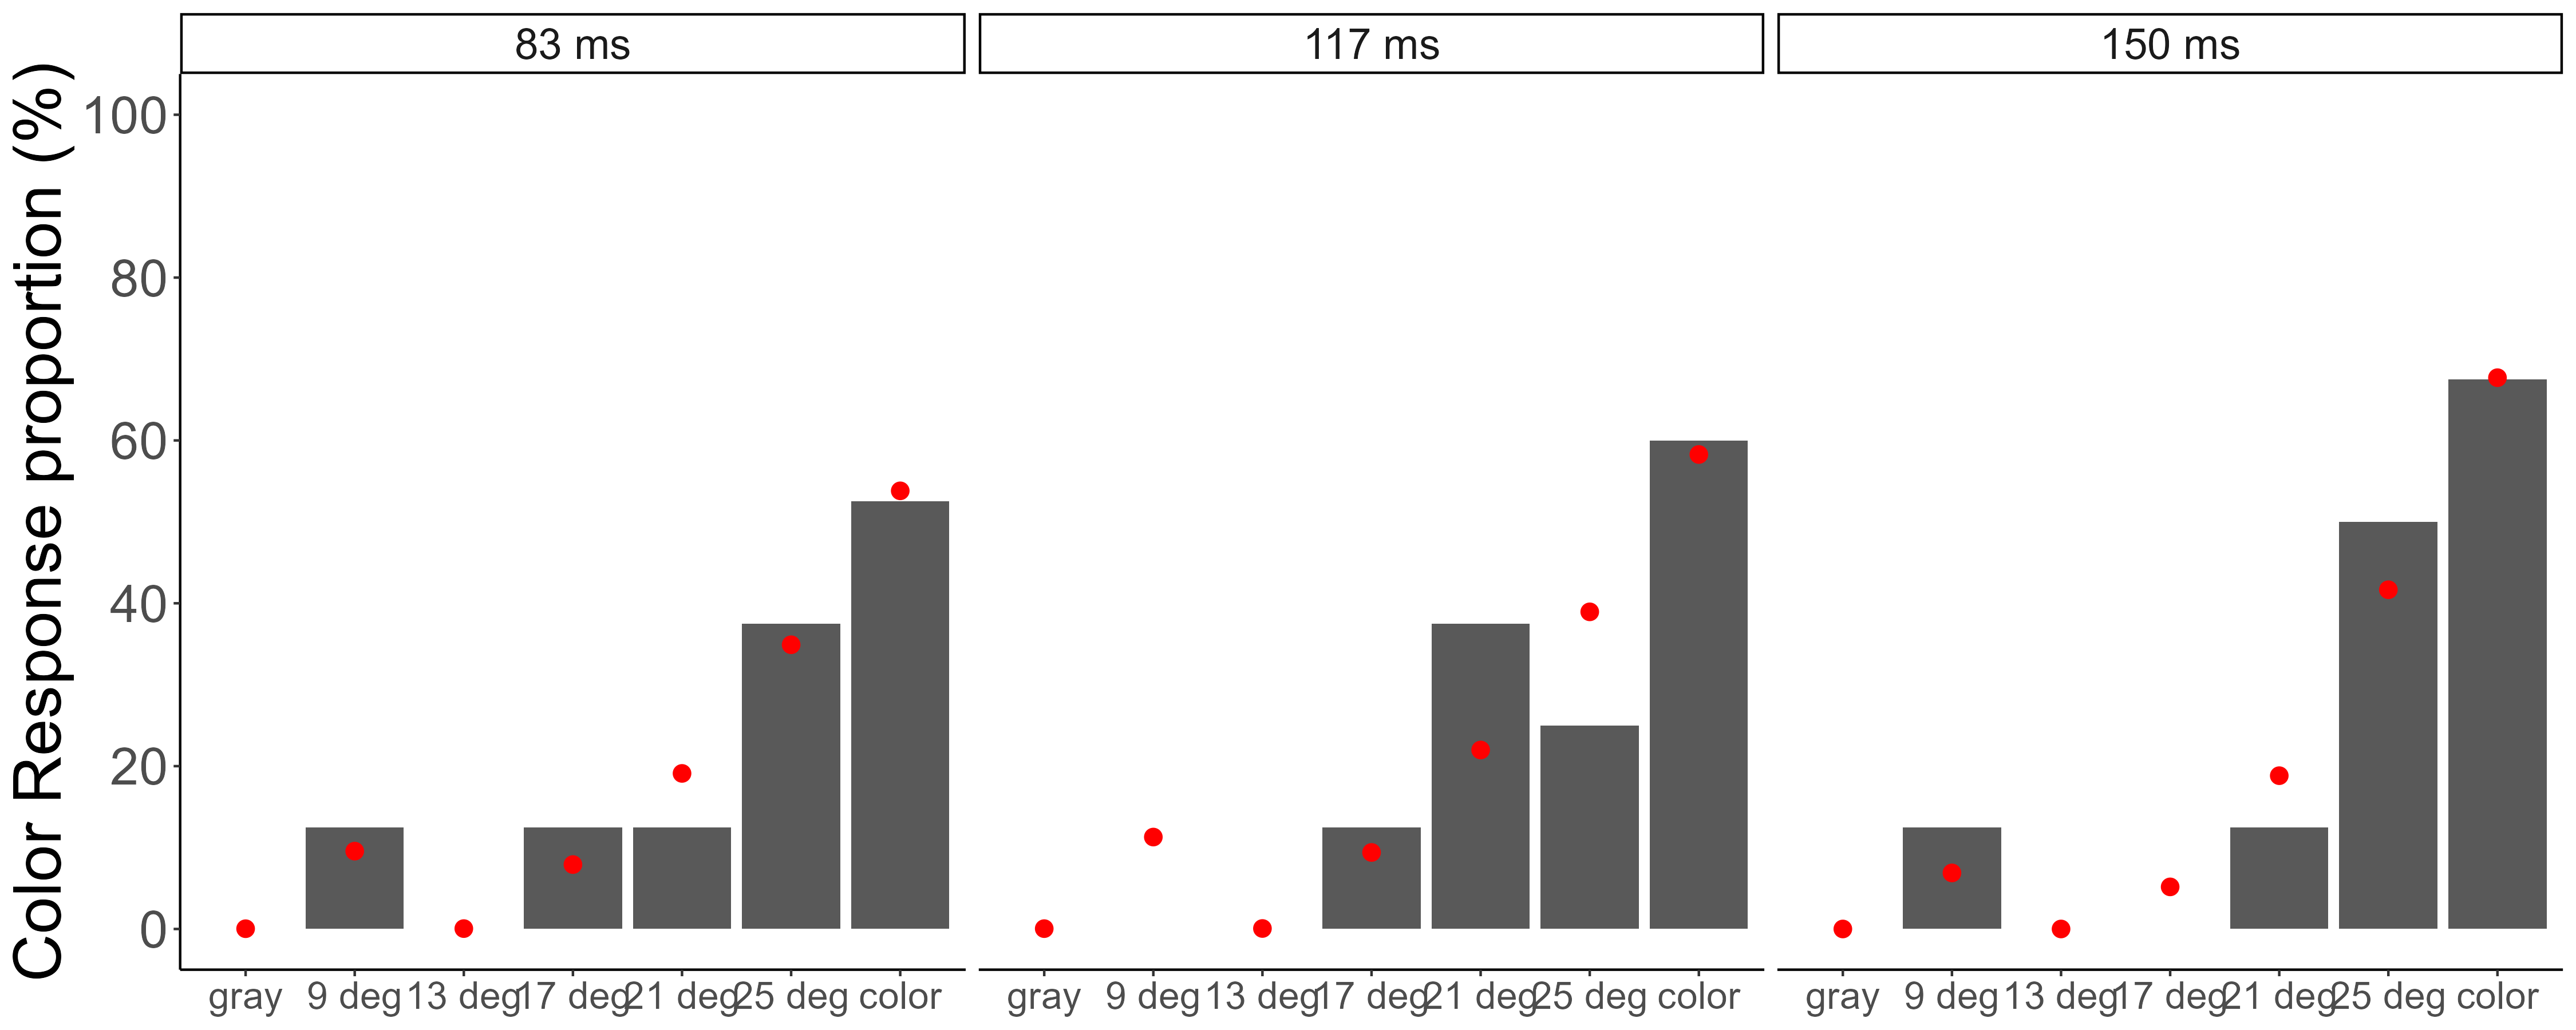 83 ms
117 ms
150 ms
Color Response proportion (%)
100
80
60
40
20
0
gray 9 deg 13 deg 17 deg 21 deg 25 deg color
gray 9 deg 13 deg 17 deg 21 deg 25 deg color
gray 9 deg 13 deg 17 deg 21 deg 25 deg color